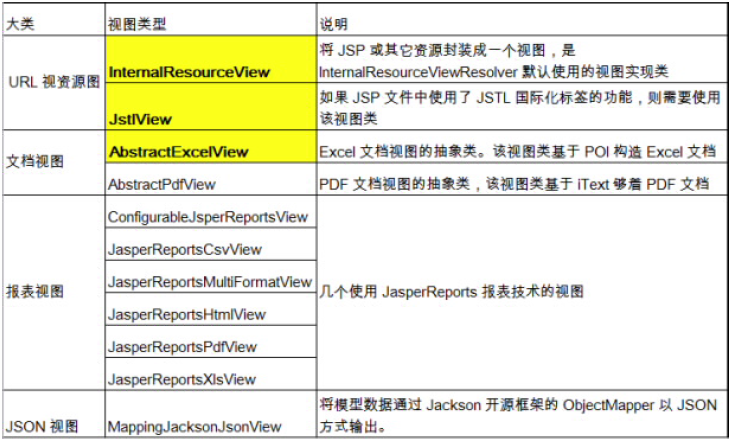 大类 视图类型 说明
将 JSP 或其它资源封装成一个视图，是
URL 视资源图 InternalResourceView InternalResourceViewResolver 默认使用的视图实现类
如果 JSP 文件中使用了 JSTL 国际化标签的功能，则需要使用
JstlView 该视图类
文档视图 AbstractExcelView Excel 文档视图的抽象类。该视图类基于 POI 构造 Excel 文档
AbstractPdfView PDF 文档视图的抽象类，该视图类基于 iText 够着 PDF 文档
报表视图 ConfigurableJsperReportsView
JasperReportsCsvView
JasperReportsMultiFormatView 几个使用 JasperReports 报表技术的视图
JasperReportsHtmlView
JasperReportsPdfView
JasperReportsXlsView
将模型数据通过 Jackson 开源框架的 ObjectMapper 以 JSON
JSON 视图 MappingJacksonJsonView 方式输出。